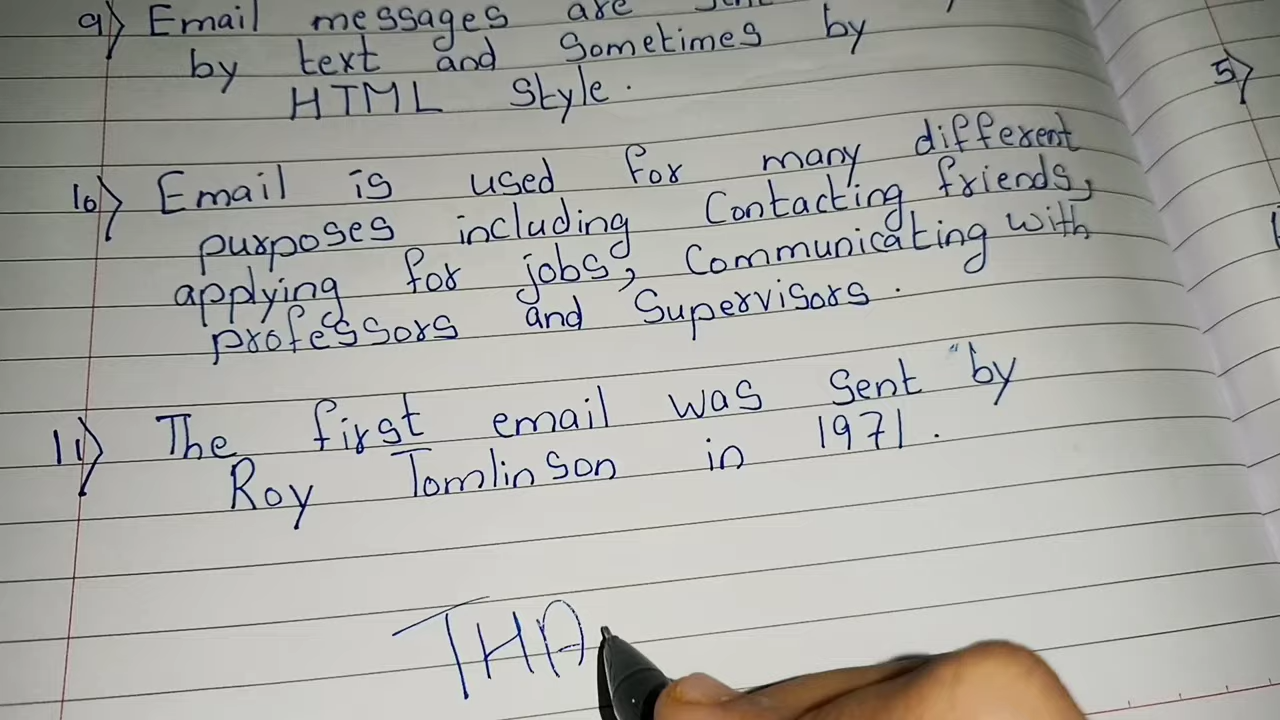 9) Email messages are sent
by text and sometimes by
HTML style.
5)
10) Email is used for many different
purposes including contacting friends,
applying for jobs, communicating with
professors and supervisors.
11) The first email was sent by
Roy Tomlinson in 1971.
THA